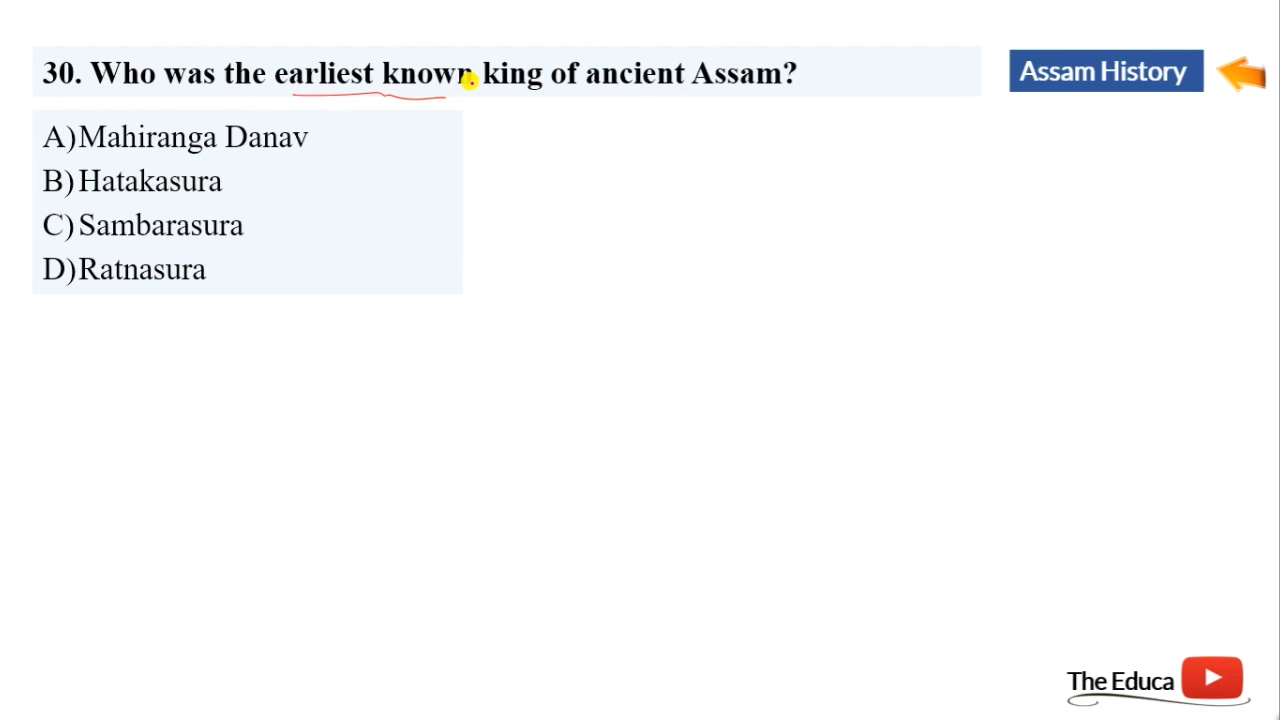 30. Who was the earliest known king of ancient Assam?
Assam History
A)Mahiranga Danav
B)Hatakasura
C)Sambarasura
D)Ratnasura
The Educa